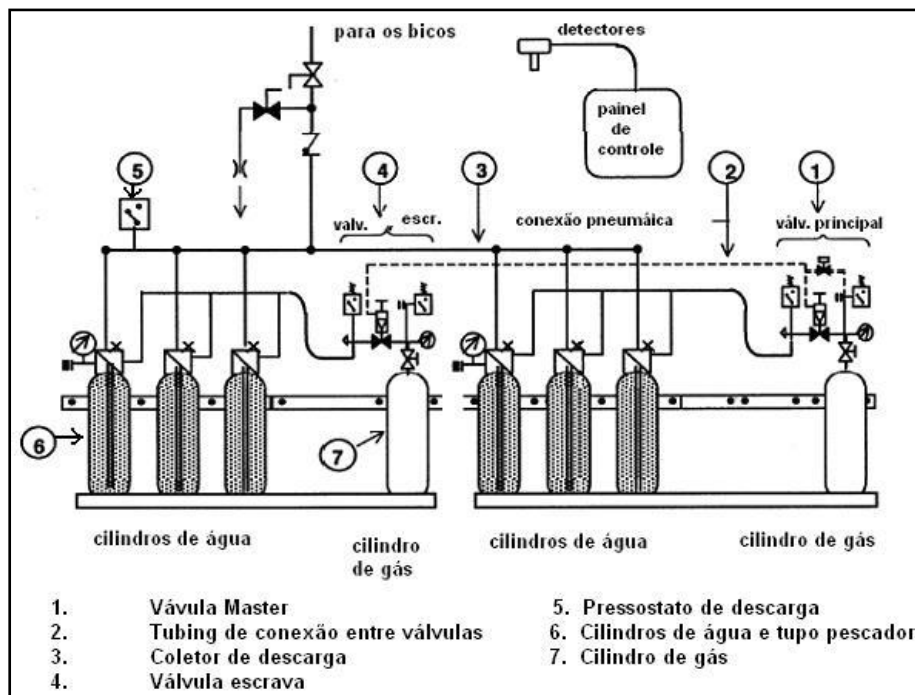 para os bicos
detectores
painel
de
controle
5
4
3
2
1
valv.
escr.
conexão pneumáica
válv. principal
6
7
cilindros de água
cilindro
de gás
cilindros de água
cilindro de gás
1. Vávula Master
2. Tubing de conexão entre válvulas
3. Coletor de descarga
4. Válvula escrava
5. Pressostato de descarga
6. Cilindros de água e tupo pescador
7. Cilindro de gás